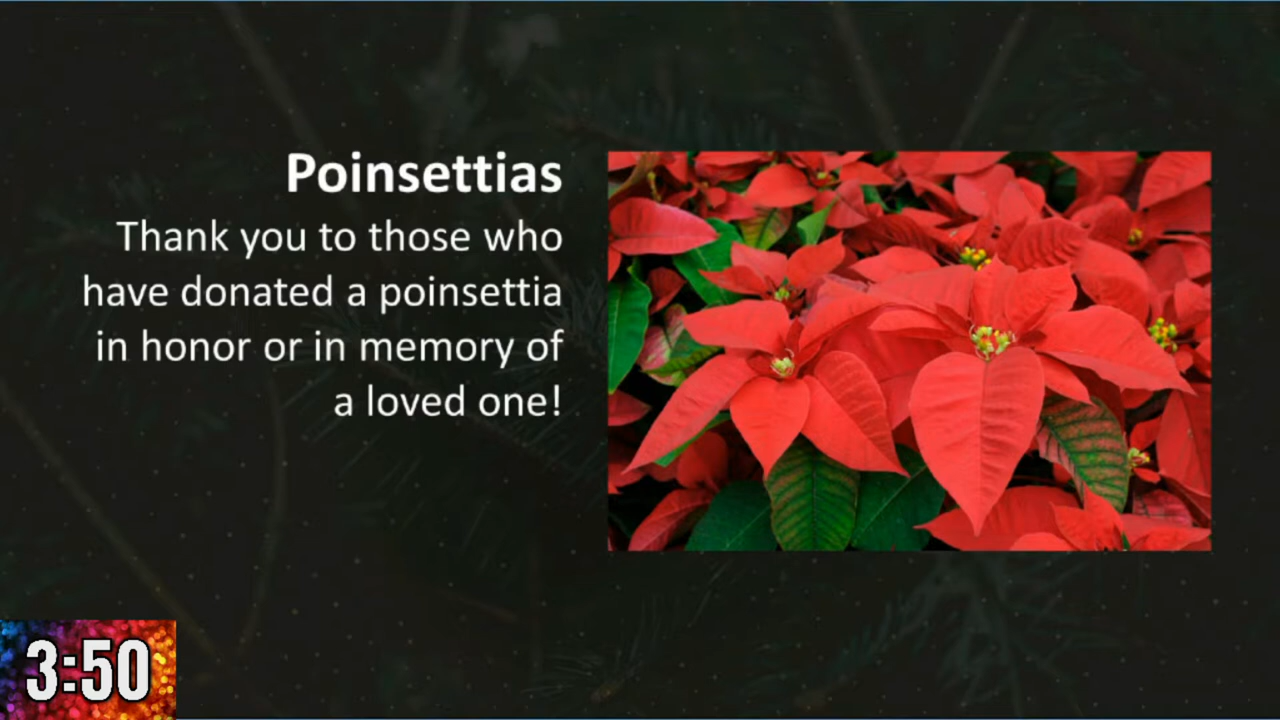 Poinsettias
Thank you to those who
have donated a poinsettia
in honor or in memory of
a loved one!
3:50